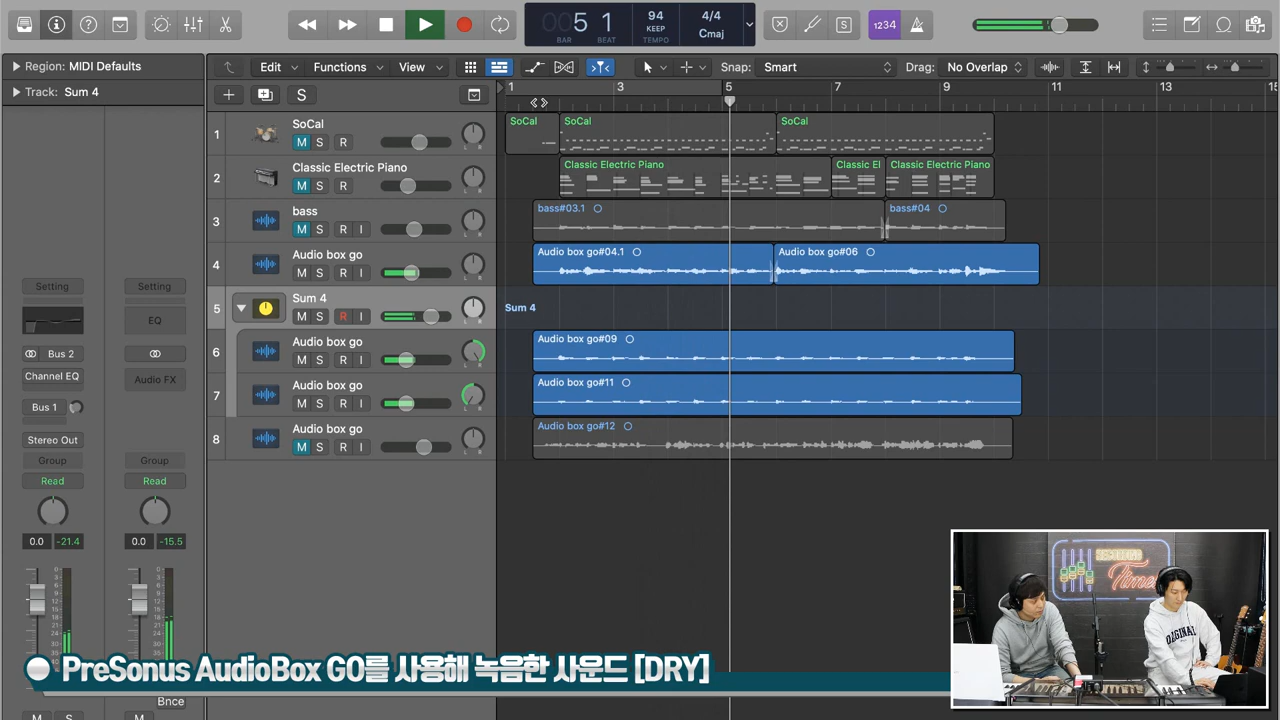 5 1
BAR BEAT
94
KEEP
TEMPO
4/4
Cmaj
S
1234
Region: MIDI Defaults
Track: Sum 4
Edit Functions View
Snap: Smart
Drag: No Overlap
S
1 3 5 7 9 11 13 15
1 SoCal
M S R
SoCal SoCal SoCal
2 Classic Electric Piano
M S R
Classic Electric Piano Classic El Classic Electric Piano
3 bass
M S R I
bass#03.1 bass#04
4 Audio box go
M S R I
Audio box go#04.1 Audio box go#06
5 Sum 4
M S R I
Sum 4
6 Audio box go
M S R I
Audio box go#09
7 Audio box go
M S R I
Audio box go#11
8 Audio box go
M S R I
Audio box go#12
Setting Setting
EQ
Bus 2
Channel EQ Audio FX
Bus 1
Stereo Out
Group Group
Read Read
0.0 -21.4 0.0 -15.5
Bnce
M S M
PreSonus AudioBox GO를 사용해 녹음한 사운드 [DRY]
Time
ORIGINAL